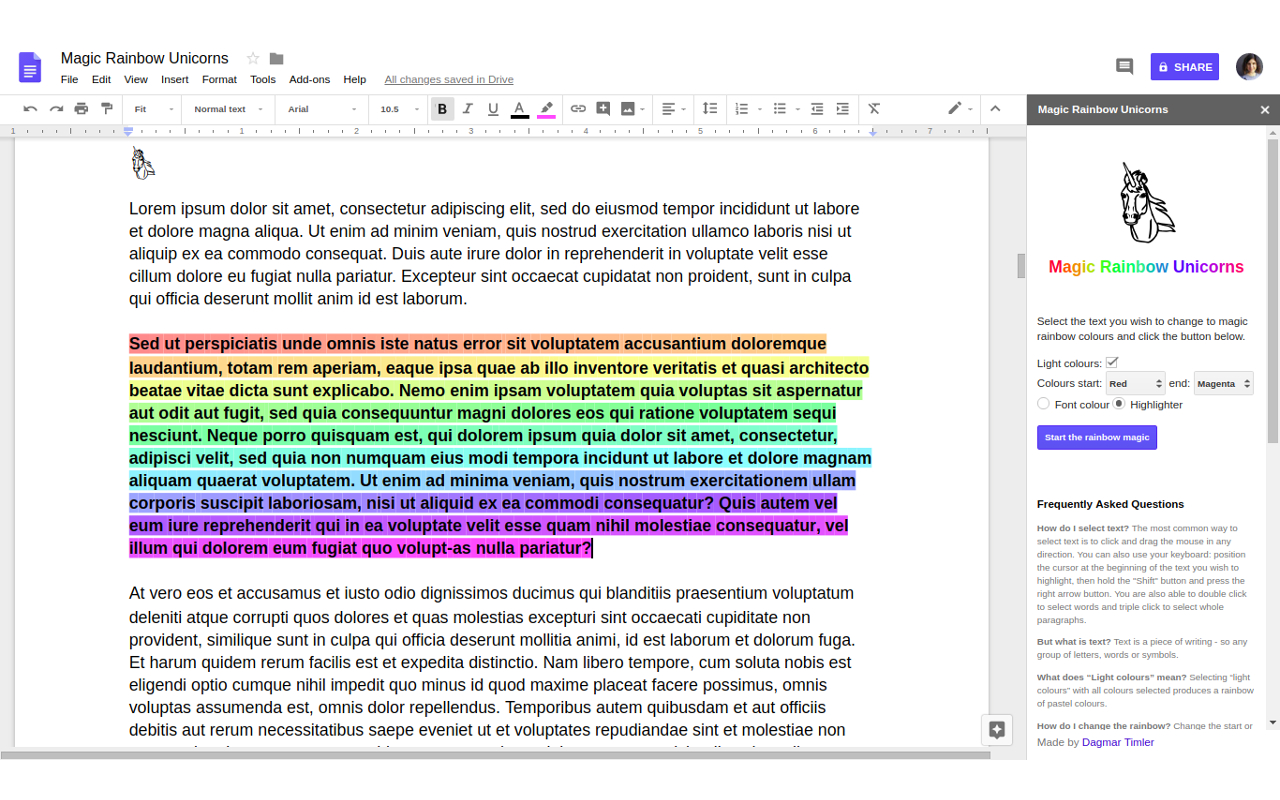 Magic Rainbow Unicorns
File Edit View Insert Format Tools Add-ons Help All changes saved in Drive
SHARE
Fit Normal text Arial 10.5 B I U A
1 1 2 3 4 5 6 7
Lorem ipsum dolor sit amet, consectetur adipiscing elit, sed do eiusmod tempor incididunt ut labore
et dolore magna aliqua. Ut enim ad minim veniam, quis nostrud exercitation ullamco laboris nisi ut
aliquip ex ea commodo consequat. Duis aute irure dolor in reprehenderit in voluptate velit esse
cillum dolore eu fugiat nulla pariatur. Excepteur sint occaecat cupidatat non proident, sunt in culpa
qui officia deserunt mollit anim id est laborum.
Sed ut perspiciatis unde omnis iste natus error sit voluptatem accusantium doloremque
laudantium, totam rem aperiam, eaque ipsa quae ab illo inventore veritatis et quasi architecto
beatae vitae dicta sunt explicabo. Nemo enim ipsam voluptatem quia voluptas sit aspernatur
aut odit aut fugit, sed quia consequuntur magni dolores eos qui ratione voluptatem sequi
nesciunt. Neque porro quisquam est, qui dolorem ipsum quia dolor sit amet, consectetur,
adipisci velit, sed quia non numquam eius modi tempora incidunt ut labore et dolore magnam
aliquam quaerat voluptatem. Ut enim ad minima veniam, quis nostrum exercitationem ullam
corporis suscipit laboriosam, nisi ut aliquid ex ea commodi consequatur? Quis autem vel
eum iure reprehenderit qui in ea voluptate velit esse quam nihil molestiae consequatur, vel
illum qui dolorem eum fugiat quo volupt-as nulla pariatur?
At vero eos et accusamus et iusto odio dignissimos ducimus qui blanditiis praesentium voluptatum
deleniti atque corrupti quos dolores et quas molestias excepturi sint occaecati cupiditate non
provident, similique sunt in culpa qui officia deserunt mollitia animi, id est laborum et dolorum fuga.
Et harum quidem rerum facilis est et expedita distinctio. Nam libero tempore, cum soluta nobis est
eligendi optio cumque nihil impedit quo minus id quod maxime placeat facere possimus, omnis
voluptas assumenda est, omnis dolor repellendus. Temporibus autem quibusdam et aut officiis
debitis aut rerum necessitatibus saepe eveniet ut et voluptates repudiandae sint et molestiae non
Magic Rainbow Unicorns
Magic Rainbow Unicorns
Select the text you wish to change to magic
rainbow colours and click the button below.
Light colours:
Colours start: Red end: Magenta
Font colour Highlighter
Start the rainbow magic
Frequently Asked Questions
How do I select text? The most common way to
select text is to click and drag the mouse in any
direction. You can also use your keyboard: position
the cursor at the beginning of the text you wish to
highlight, then hold the "Shift" button and press the
right arrow button. You are also able to double click
to select words and triple click to select whole
paragraphs.
But what is text? Text is a piece of writing - so any
group of letters, words or symbols.
What does "Light colours" mean? Selecting "light
colours" with all colours selected produces a rainbow
of pastel colours.
How do I change the rainbow? Change the start or
Made by Dagmar Timler